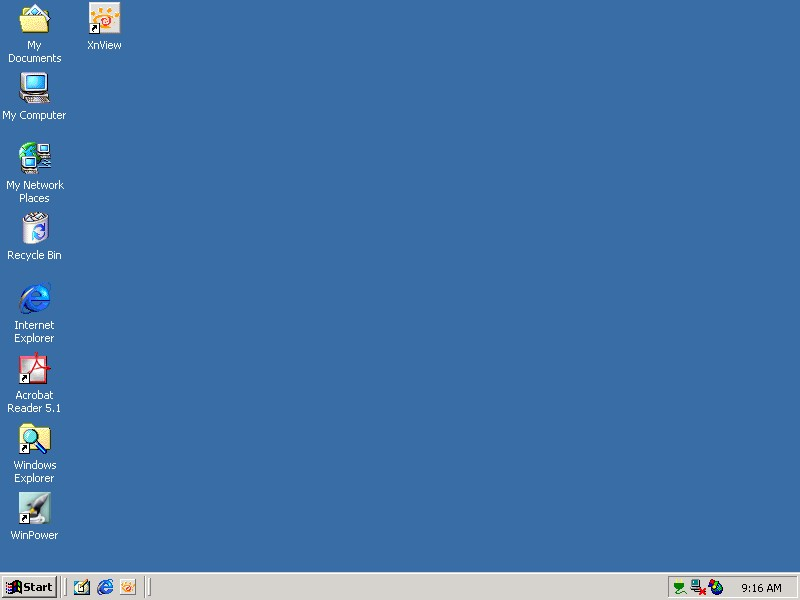 My
Documents
XnView
My Computer
My Network
Places
Recycle Bin
Internet
Explorer
Acrobat
Reader 5.1
Windows
Explorer
WinPower
Start
9:16 AM